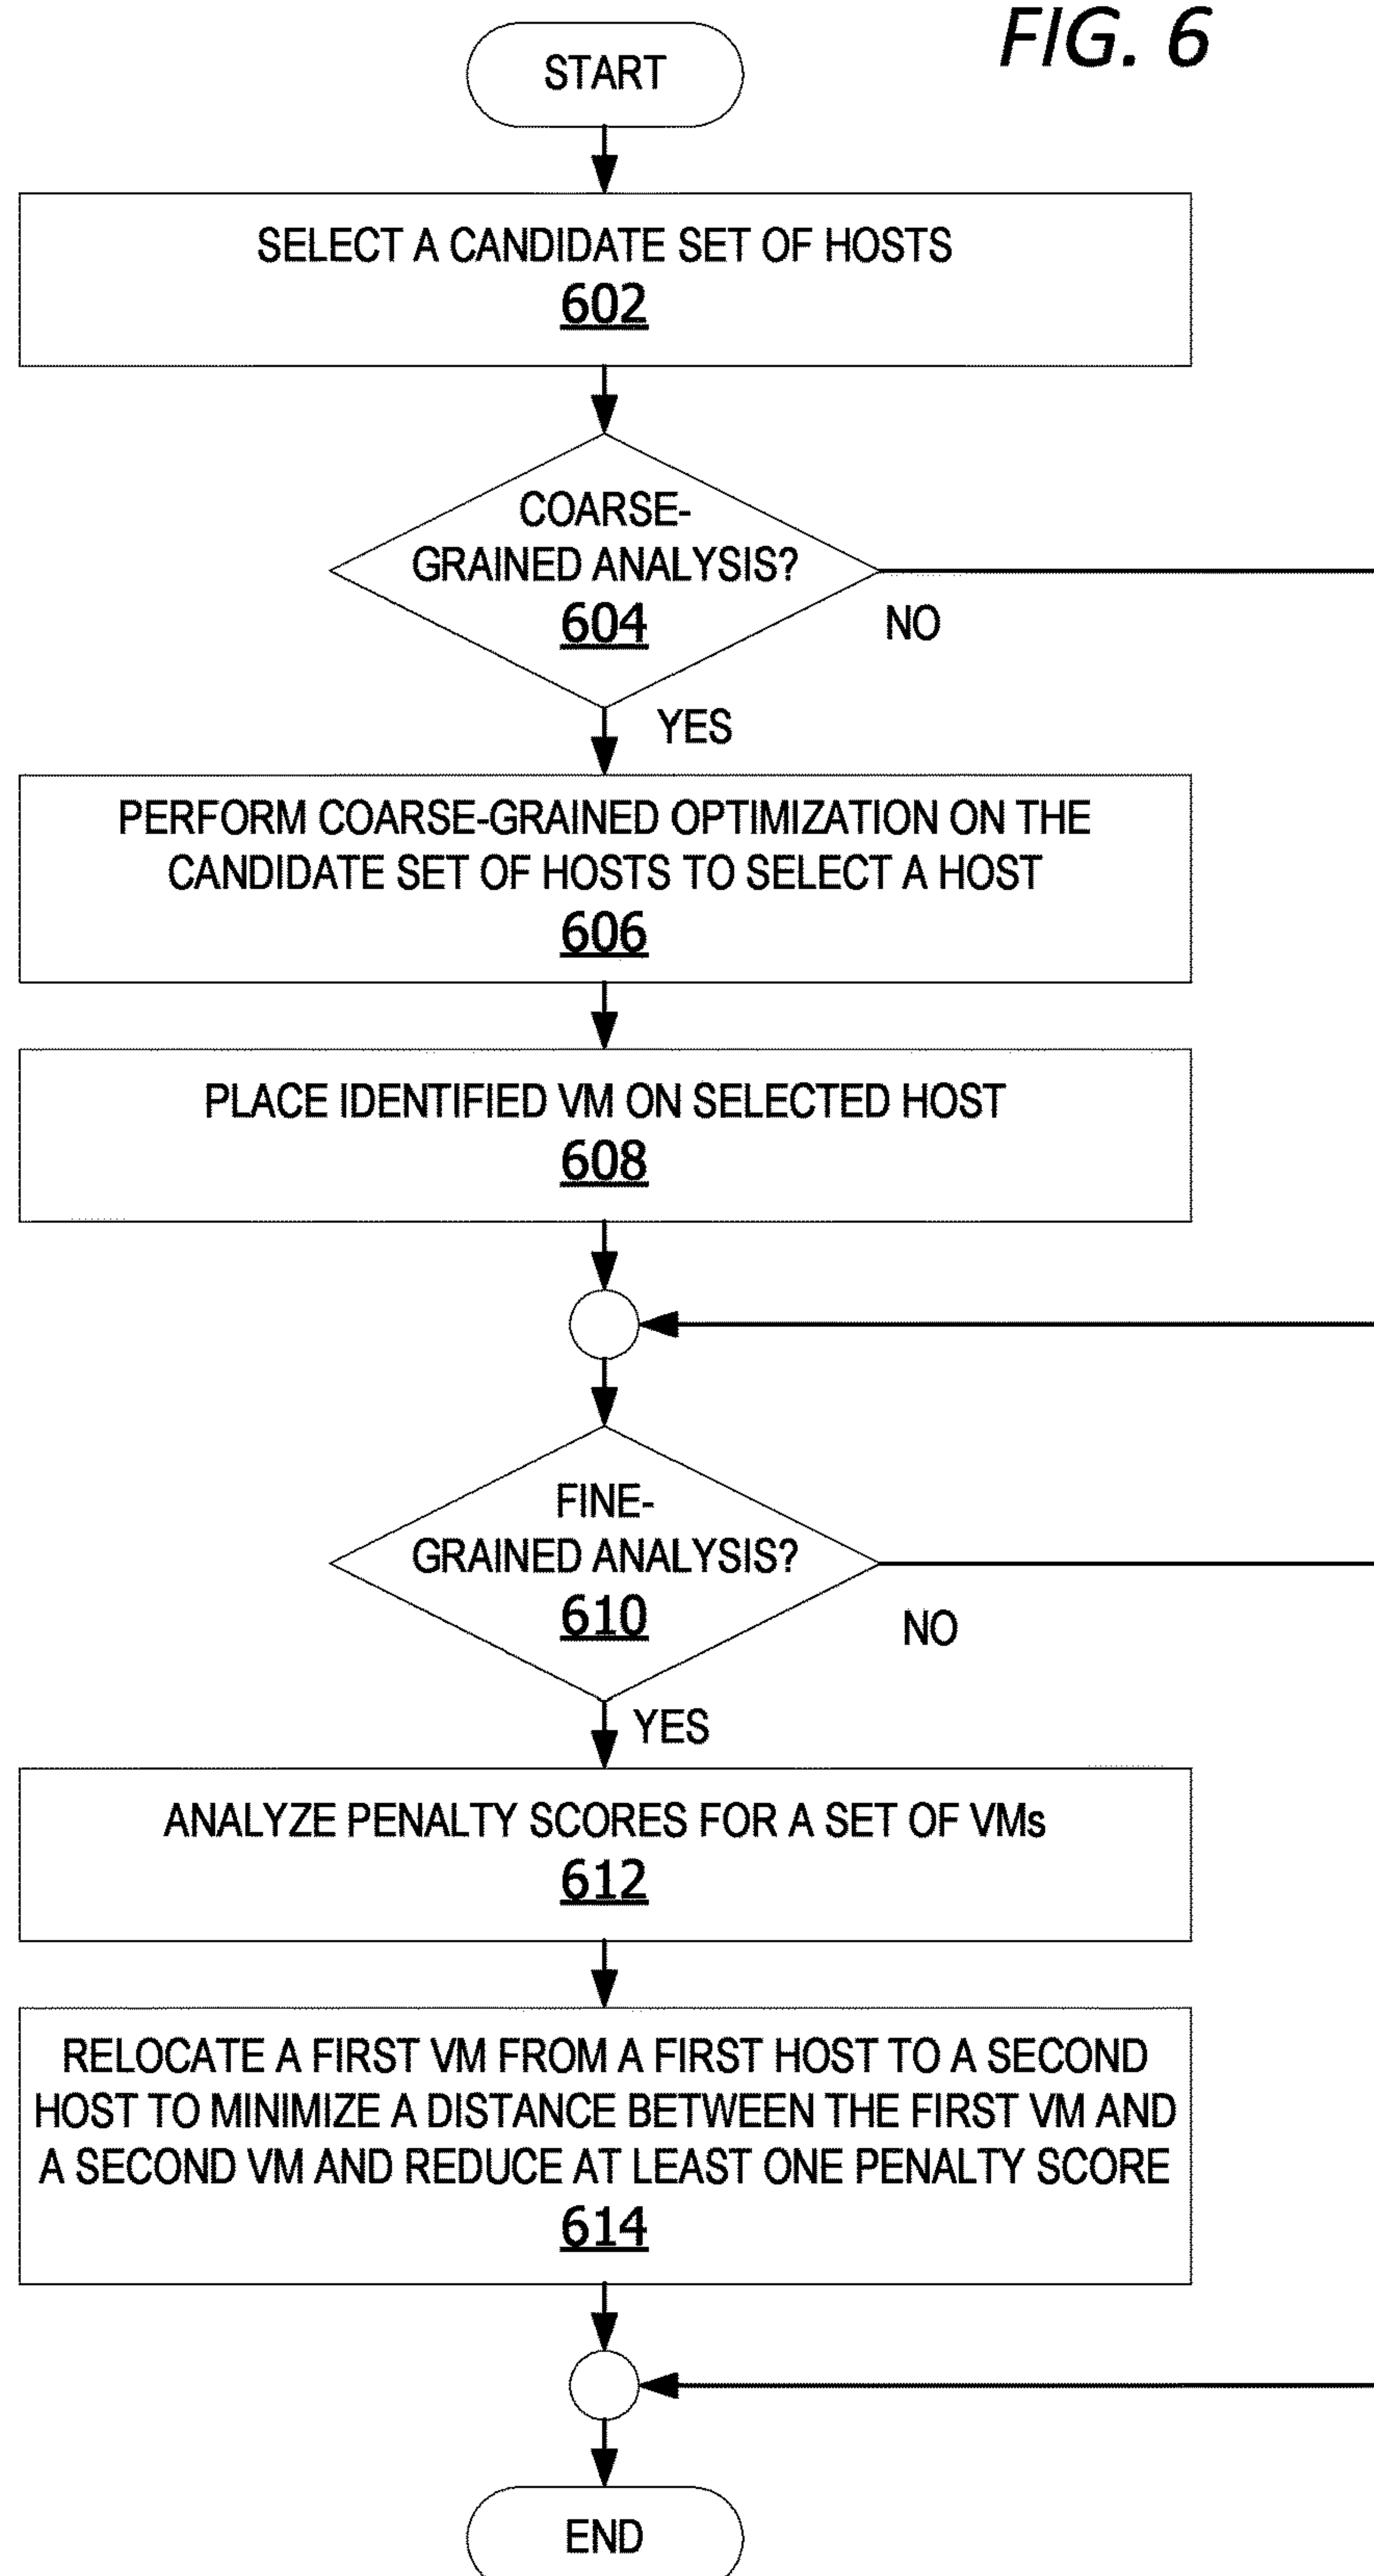 FIG. 6
START
SELECT A CANDIDATE SET OF HOSTS
602
COARSE-
GRAINED ANALYSIS?
604
NO
YES
PERFORM COARSE-GRAINED OPTIMIZATION ON THE
CANDIDATE SET OF HOSTS TO SELECT A HOST
606
PLACE IDENTIFIED VM ON SELECTED HOST
608
FINE-
GRAINED ANALYSIS?
610
NO
YES
ANALYZE PENALTY SCORES FOR A SET OF VMs
612
RELOCATE A FIRST VM FROM A FIRST HOST TO A SECOND
HOST TO MINIMIZE A DISTANCE BETWEEN THE FIRST VM AND
A SECOND VM AND REDUCE AT LEAST ONE PENALTY SCORE
614
END